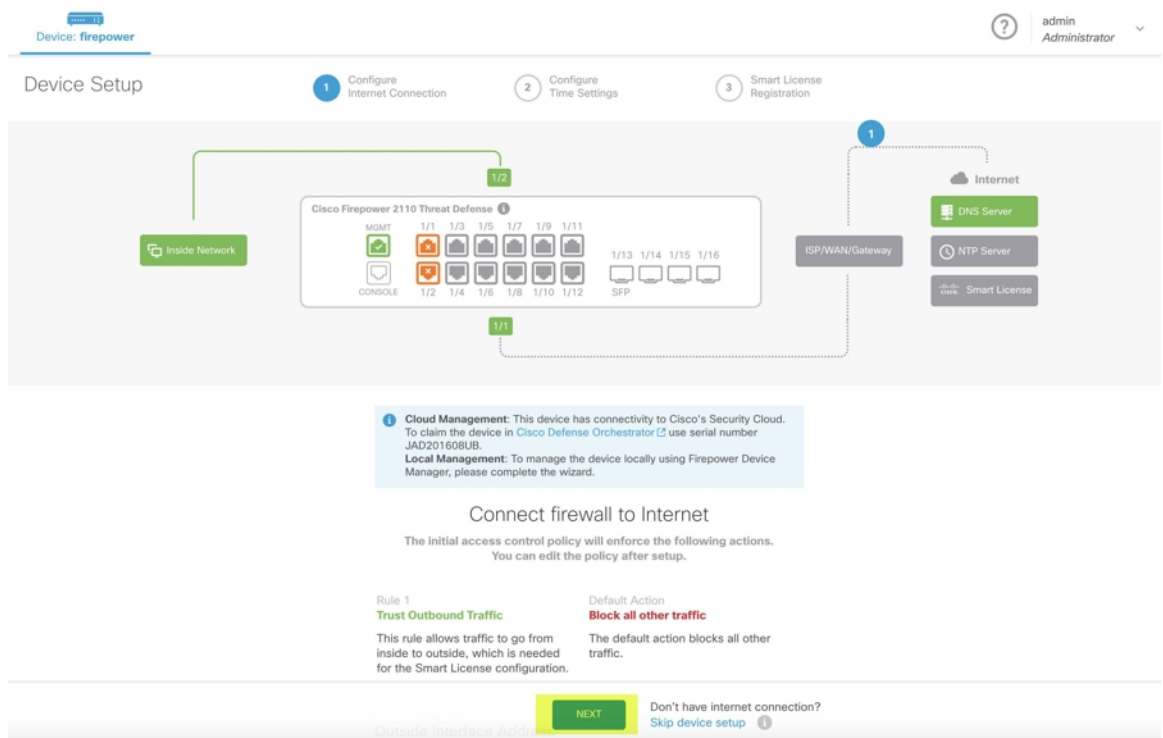 Device: firepower
?
admin
Administrator
Device Setup
1
Configure
Internet Connection
2
Configure
Time Settings
3
Smart License
Registration
1
1/2
Internet
Cisco Firepower 2110 Threat Defense
MGMT 1/1 1/3 1/5 1/7 1/9 1/11
DNS Server
Inside Network
1/13 1/14 1/15 1/16
ISP/WAN/Gateway
NTP Server
CONSOLE 1/2 1/4 1/6 1/8 1/10 1/12
SFP
CISCO Smart License
1/1
Cloud Management: This device has connectivity to Cisco's Security Cloud.
To claim the device in Cisco Defense Orchestrator use serial number
JAD201608UB.
Local Management: To manage the device locally using Firepower Device
Manager, please complete the wizard.
Connect firewall to Internet
The initial access control policy will enforce the following actions.
You can edit the policy after setup.
Rule 1
Trust Outbound Traffic
This rule allows traffic to go from
inside to outside, which is needed
for the Smart License configuration.
Default Action
Block all other traffic
The default action blocks all other
traffic.
NEXT
Don't have internet connection?
Skip device setup
Outside Interface Address